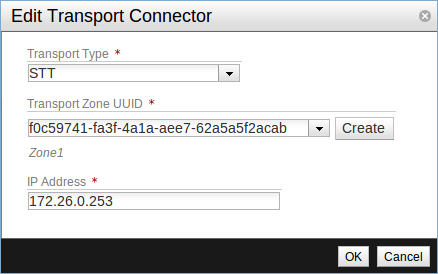 Edit Transport Connector
Transport Type *
STT
Transport Zone UUID *
f0c59741-fa3f-4a1a-aee7-62a5a5f2acab
Create
Zone1
IP Address *
172.26.0.253
OK Cancel